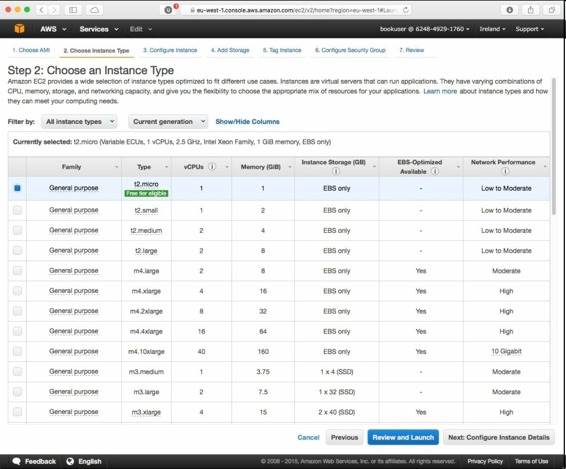 eu-west-1.console.aws.amazon.com/ec2/v2/home?region=eu-west-1#Laun
AWS Services Edit bookuser @ 6248-4929-1760 Ireland Support
1. Choose AMI 2. Choose Instance Type 3. Configure Instance 4. Add Storage 5. Tag Instance 6. Configure Security Group 7. Review
Step 2: Choose an Instance Type
Amazon EC2 provides a wide selection of instance types optimized to fit different use cases. Instances are virtual servers that can run applications. They have varying combinations of
CPU, memory, storage, and networking capacity, and give you the flexibility to choose the appropriate mix of resources for your applications. Learn more about instance types and how
they can meet your computing needs.
Filter by: All instance types Current generation Show/Hide Columns
Currently selected: t2.micro (Variable ECUs, 1 vCPUs, 2.5 GHz, Intel Xeon Family, 1 GiB memory, EBS only)
Family Type vCPUs Memory (GiB) Instance Storage (GB) EBS-Optimized Available Network Performance
General purpose t2.micro 1 1 EBS only - Low to Moderate
Free tier eligible
General purpose t2.small 1 2 EBS only - Low to Moderate
General purpose t2.medium 2 4 EBS only - Low to Moderate
General purpose t2.large 2 8 EBS only - Low to Moderate
General purpose m4.large 2 8 EBS only Yes Moderate
General purpose m4.xlarge 4 16 EBS only Yes High
General purpose m4.2xlarge 8 32 EBS only Yes High
General purpose m4.4xlarge 16 64 EBS only Yes High
General purpose m4.10xlarge 40 160 EBS only Yes 10 Gigabit
General purpose m3.medium 1 3.75 1 x 4 (SSD) - Moderate
General purpose m3.large 2 7.5 1 x 32 (SSD) - Moderate
General purpose m3.xlarge 4 15 2 x 40 (SSD) Yes High
Cancel Previous Review and Launch Next: Configure Instance Details
Feedback English © 2008 - 2015, Amazon Web Services, Inc. or its affiliates. All rights reserved. Privacy Policy Terms of Use